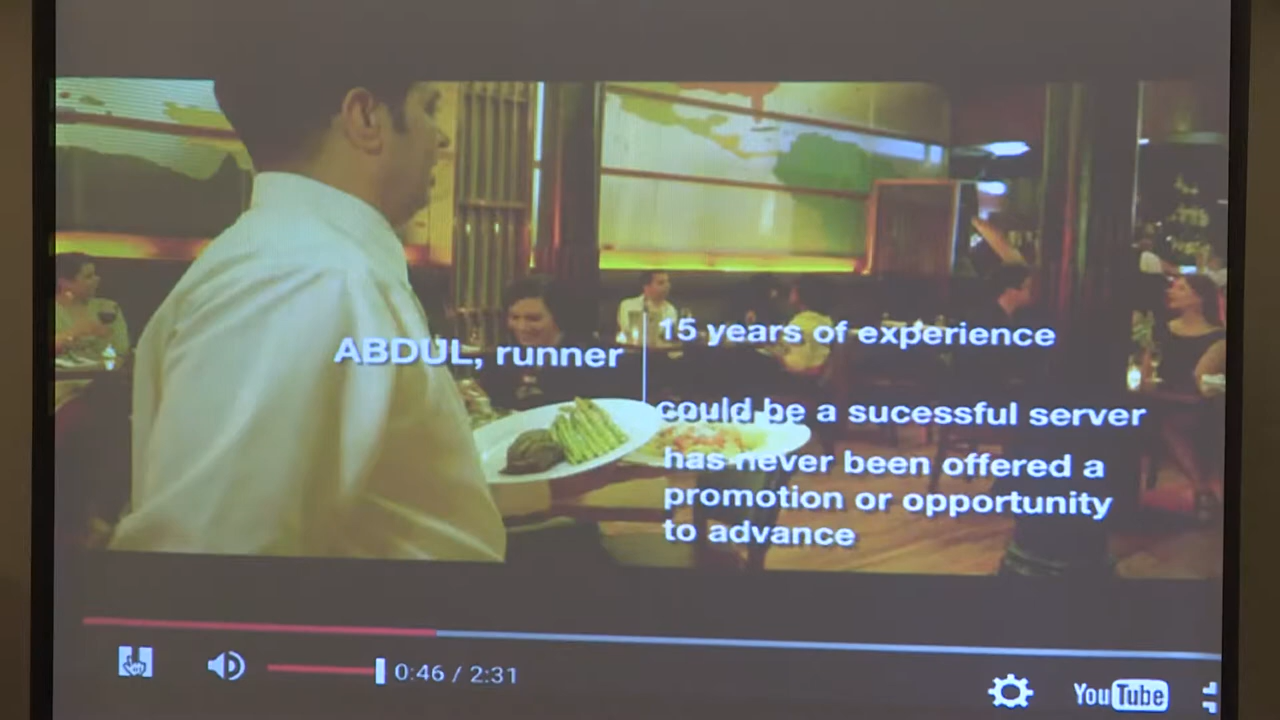 ABDUL, runner
15 years of experience
could be a sucessful server
has never been offered a
promotion or opportunity
to advance
0:46 / 2:31
YouTube